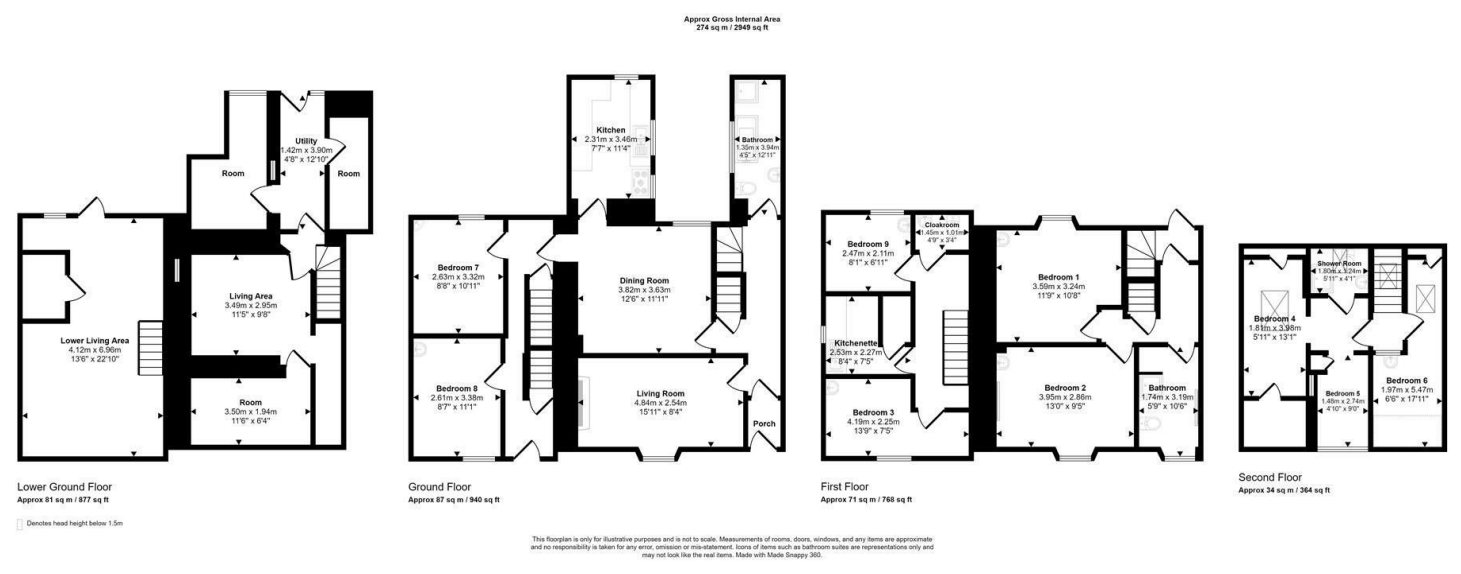 Approx Gross Internal Area
274 sq m / 2949 sq ft
Utility
1.42m x 3.90m
4'8" x 12'10"
Room
Room
Living Area
3.49m x 2.95m
11'5" x 9'8"
Lower Living Area
4.12m x 6.96m
13'6" x 22'10"
Room
3.50m x 1.94m
11'6" x 6'4"
Lower Ground Floor
Approx 81 sq m / 877 sq ft
Denotes head height below 1.5m
Kitchen
2.31m x 3.46m
7'7" x 11'4"
Bathroom
1.35m x 3.94m
4'5" x 12'11"
Bedroom 7
2.63m x 3.32m
8'8" x 10'11"
Dining Room
3.82m x 3.63m
12'6" x 11'11"
Bedroom 8
2.61m x 3.38m
8'7" x 11'1"
Living Room
4.84m x 2.54m
15'11" x 8'4"
Porch
Ground Floor
Approx 87 sq m / 940 sq ft
Cloakroom
1.45m x 1.01m
4'9" x 3'4"
Bedroom 9
2.47m x 2.11m
8'1" x 6'11"
Bedroom 1
3.59m x 3.24m
11'9" x 10'8"
Kitchenette
2.53m x 2.27m
8'4" x 7'5"
Bedroom 3
4.19m x 2.25m
13'9" x 7'5"
Bedroom 2
3.95m x 2.86m
13'0" x 9'5"
Bathroom
1.74m x 3.19m
5'9" x 10'6"
First Floor
Approx 71 sq m / 768 sq ft
Shower Room
1.80m x 1.24m
5'11" x 4'1"
Bedroom 4
1.81m x 3.98m
5'11" x 13'1"
Bedroom 5
1.48m x 2.74m
4'10" x 9'0"
Bedroom 6
1.97m x 5.47m
6'6" x 17'11"
Second Floor
Approx 34 sq m / 364 sq ft
This floorplan is only for illustrative purposes and is not to scale. Measurements of rooms, doors, windows, and any items are approximate
and no responsibility is taken for any error, omission or mis-statement. Icons of items such as bathroom suites are representations only and
may not look like the real items. Made with Made Snappy 360.